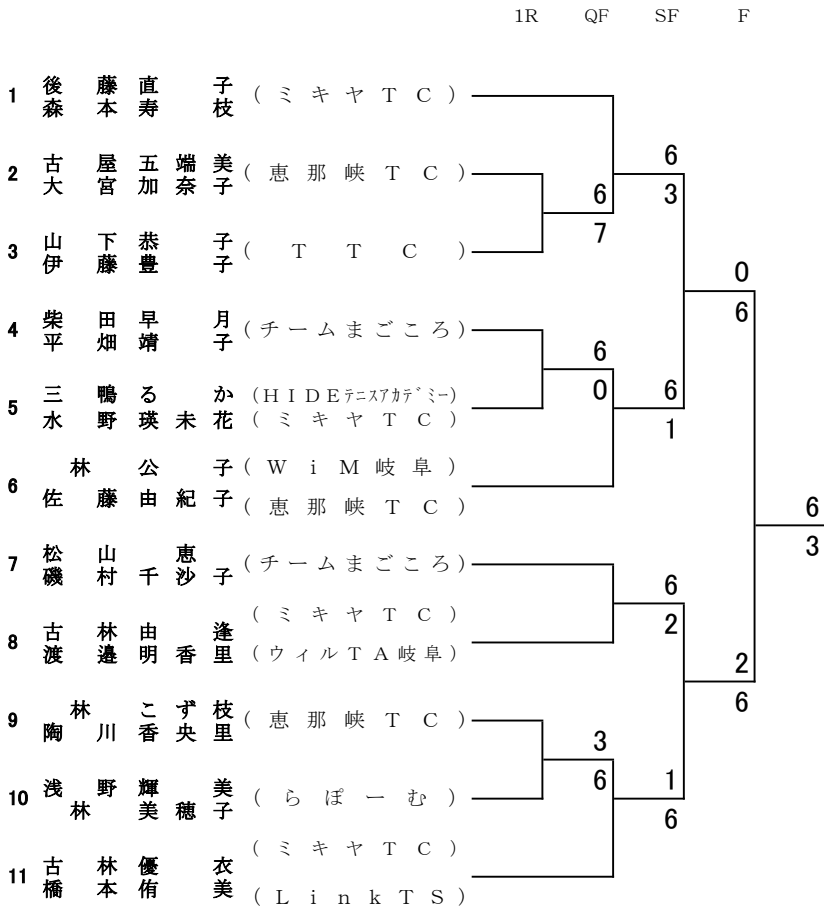 1R QF SF F
1 後藤直子 (ミキヤTC)
森本寿枝
2 古屋五端美 (恵那峡TC)
大宮加奈子
3 山下恭子 (TTC)
伊藤豊子
4 柴田早月 (チームまごころ)
平畑靖子
5 三鴨るか (HIDEテニスアカデミー)
水野瑛未花 (ミキヤTC)
6 林公子 (WiM岐阜)
佐藤由紀子 (恵那峡TC)
7 松山恵 (チームまごころ)
磯村千沙子
8 古林由逢 (ミキヤTC)
渡邉明香里 (ウィルTA岐阜)
9 林こず枝 (恵那峡TC)
陶川香央里
10 浅野輝美 (らぽーむ)
林美穂子
11 古林優衣 (ミキヤTC)
橋本侑美 (LinkTS)
6
7
6
3
6
0
6
1
0
6
6
3
6
2
3
6
1
6
2
6